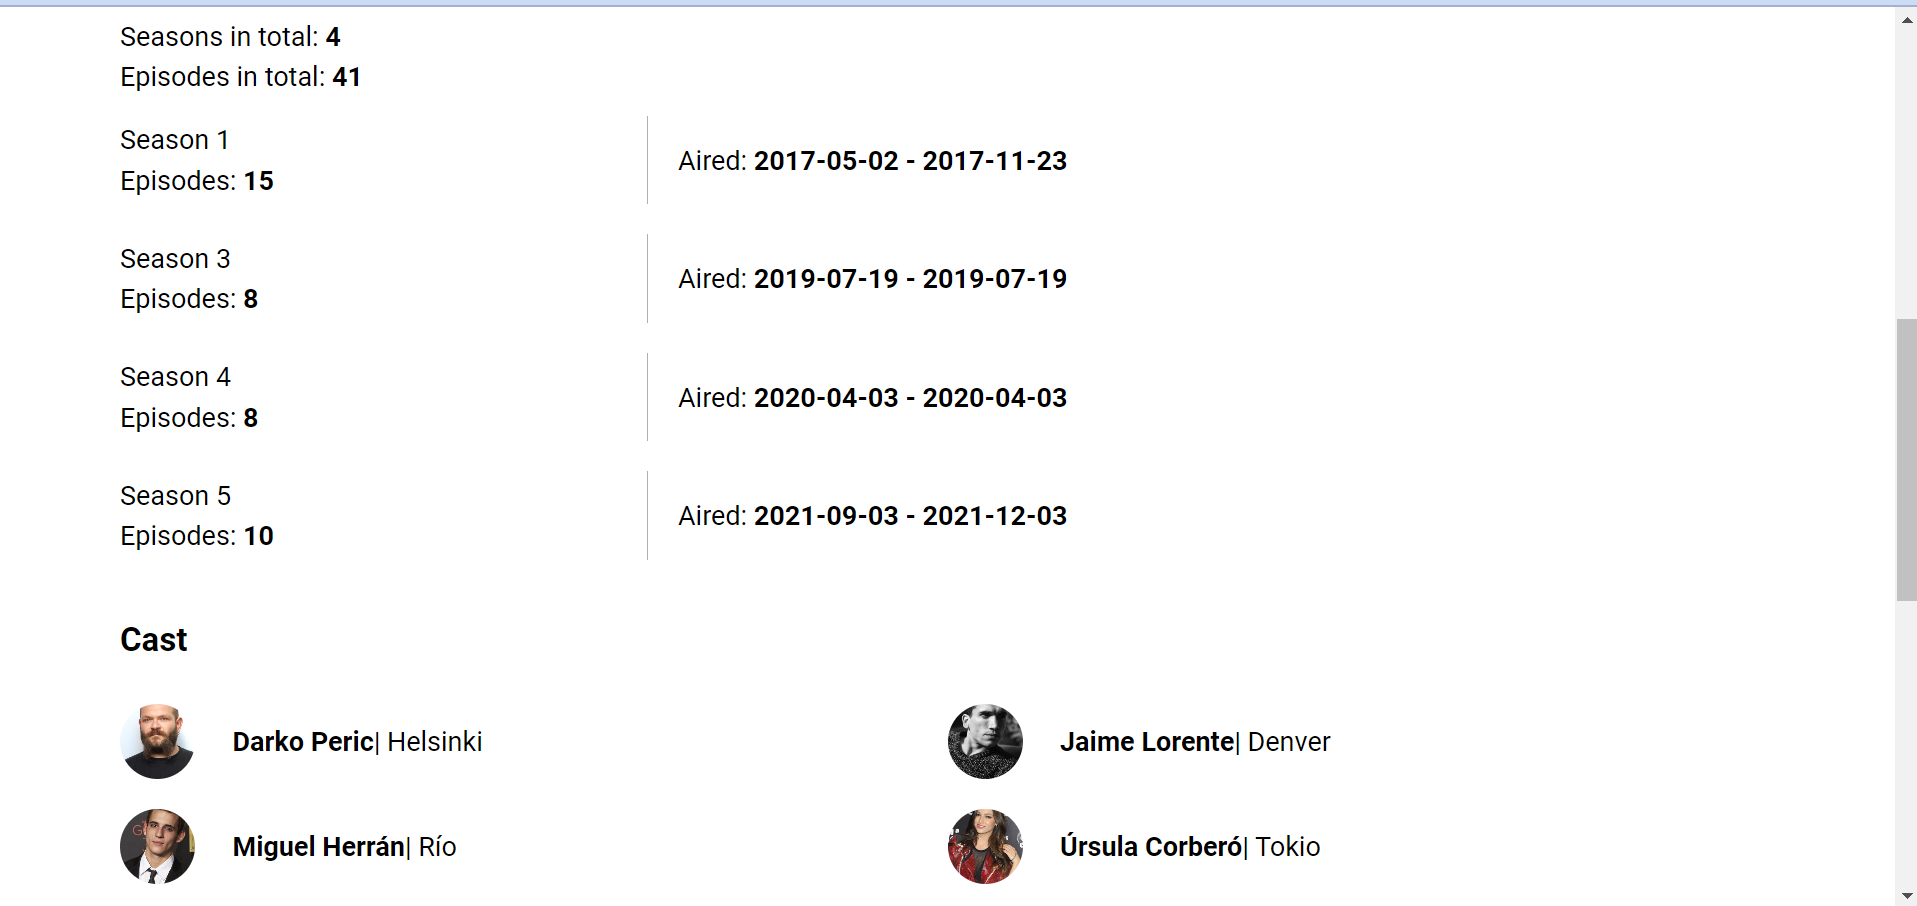 Seasons in total: 4
Episodes in total: 41
Season 1
Episodes: 15
Aired: 2017-05-02 - 2017-11-23
Season 3
Episodes: 8
Aired: 2019-07-19 - 2019-07-19
Season 4
Episodes: 8
Aired: 2020-04-03 - 2020-04-03
Season 5
Episodes: 10
Aired: 2021-09-03 - 2021-12-03
Cast
Darko Peric| Helsinki
Jaime Lorente| Denver
Miguel Herrán| Río
Úrsula Corberó| Tokio